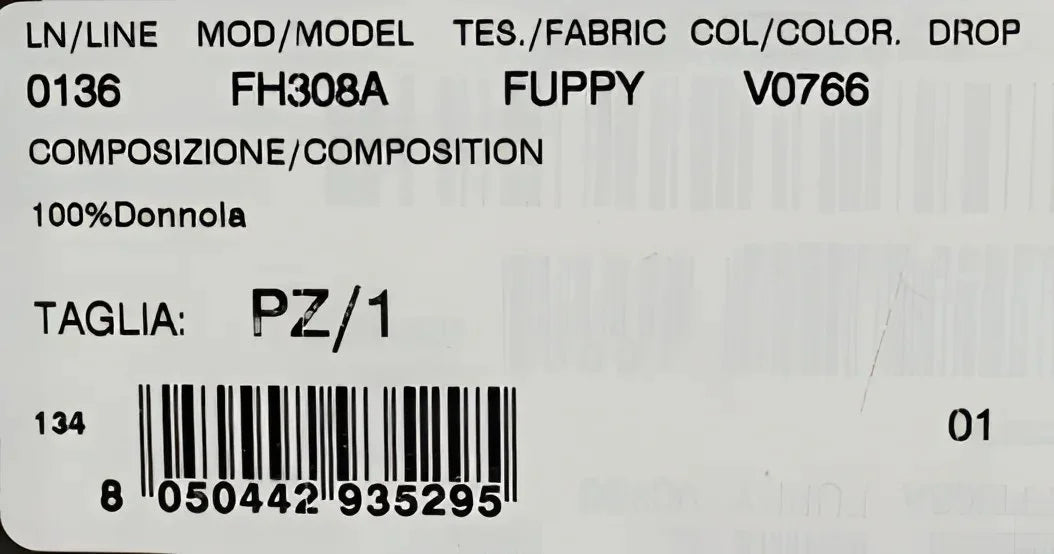 LN/LINE MOD/MODEL TES./FABRIC COL/COLOR. DROP
0136 FH308A FUPPY V0766
COMPOSIZIONE/COMPOSITION
100%Donnola
TAGLIA: PZ/1
134
01
8 050442 935295